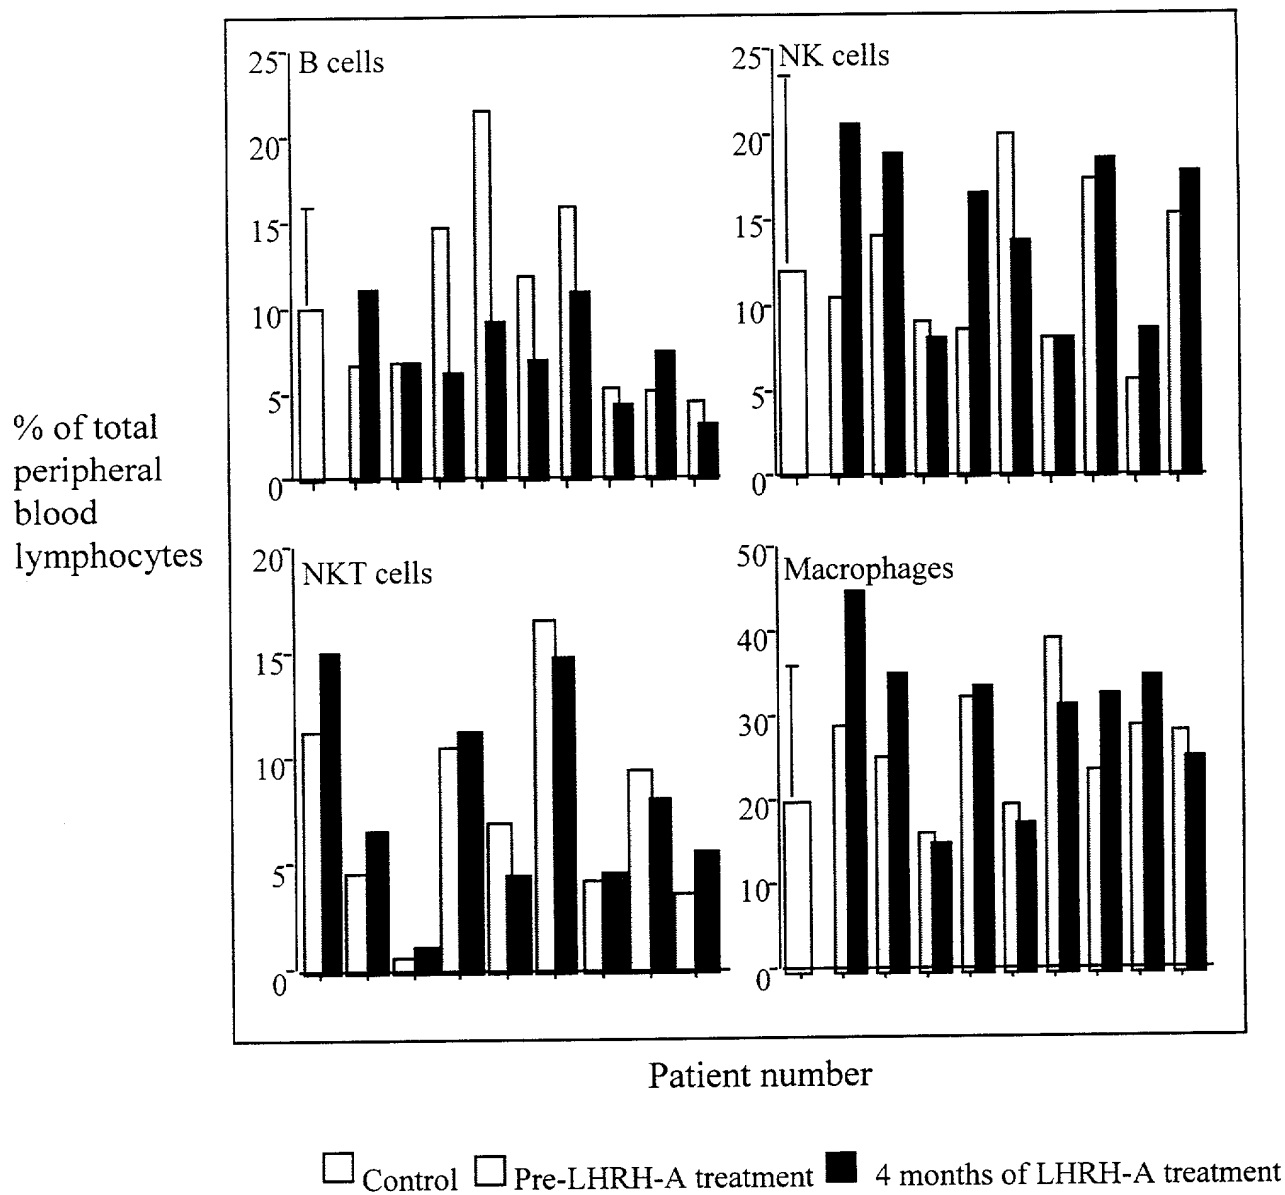 B cells
25
20
15
10
5
0
NK cells
25
20
15
10
5
0
% of total
peripheral
blood
lymphocytes
NKT cells
20
15
10
5
0
Macrophages
50
40
30
20
10
0
Patient number
Control Pre-LHRH-A treatment 4 months of LHRH-A treatment